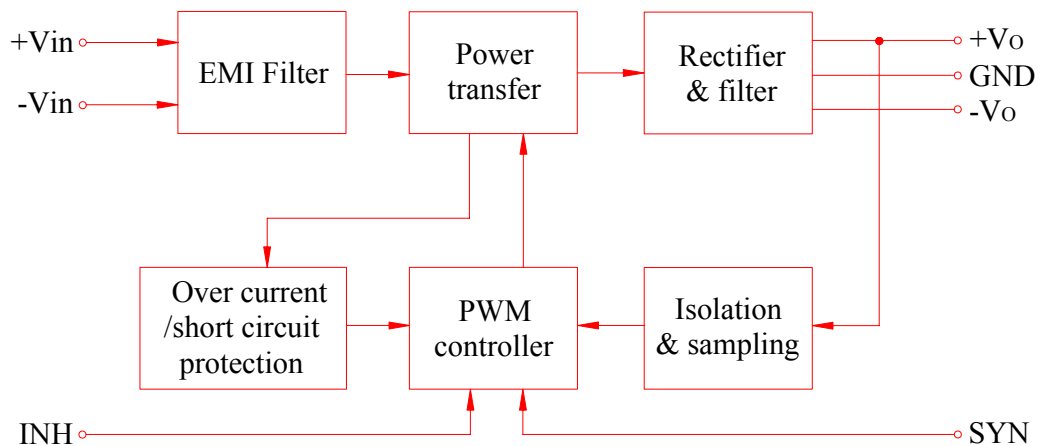 +Vin
-Vin
EMI Filter
Power
transfer
Rectifier
& filter
+VO
GND
-VO
Over current
/short circuit
protection
PWM
controller
Isolation
& sampling
INH
SYN